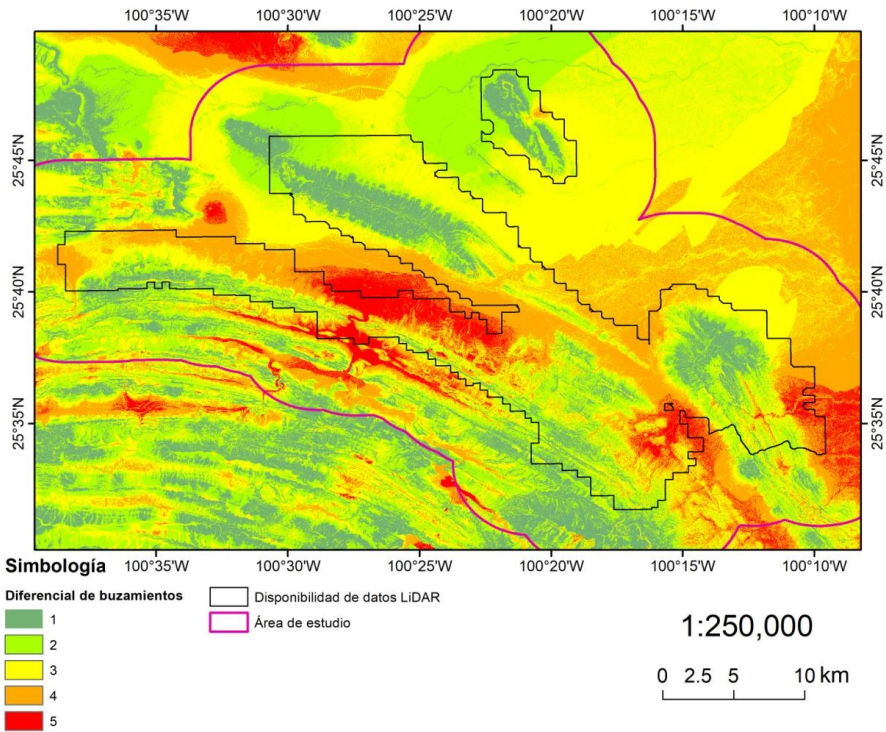 100°35'W 100°30'W 100°25'W 100°20'W 100°15'W 100°10'W
25°45'N 25°45'N
25°40'N 25°40'N
25°35'N 25°35'N
100°35'W 100°30'W 100°25'W 100°20'W 100°15'W 100°10'W
Simbología
Diferencial de buzamientos
1
2
3
4
5
Disponibilidad de datos LiDAR
Área de estudio
1:250,000
0 2.5 5 10 km